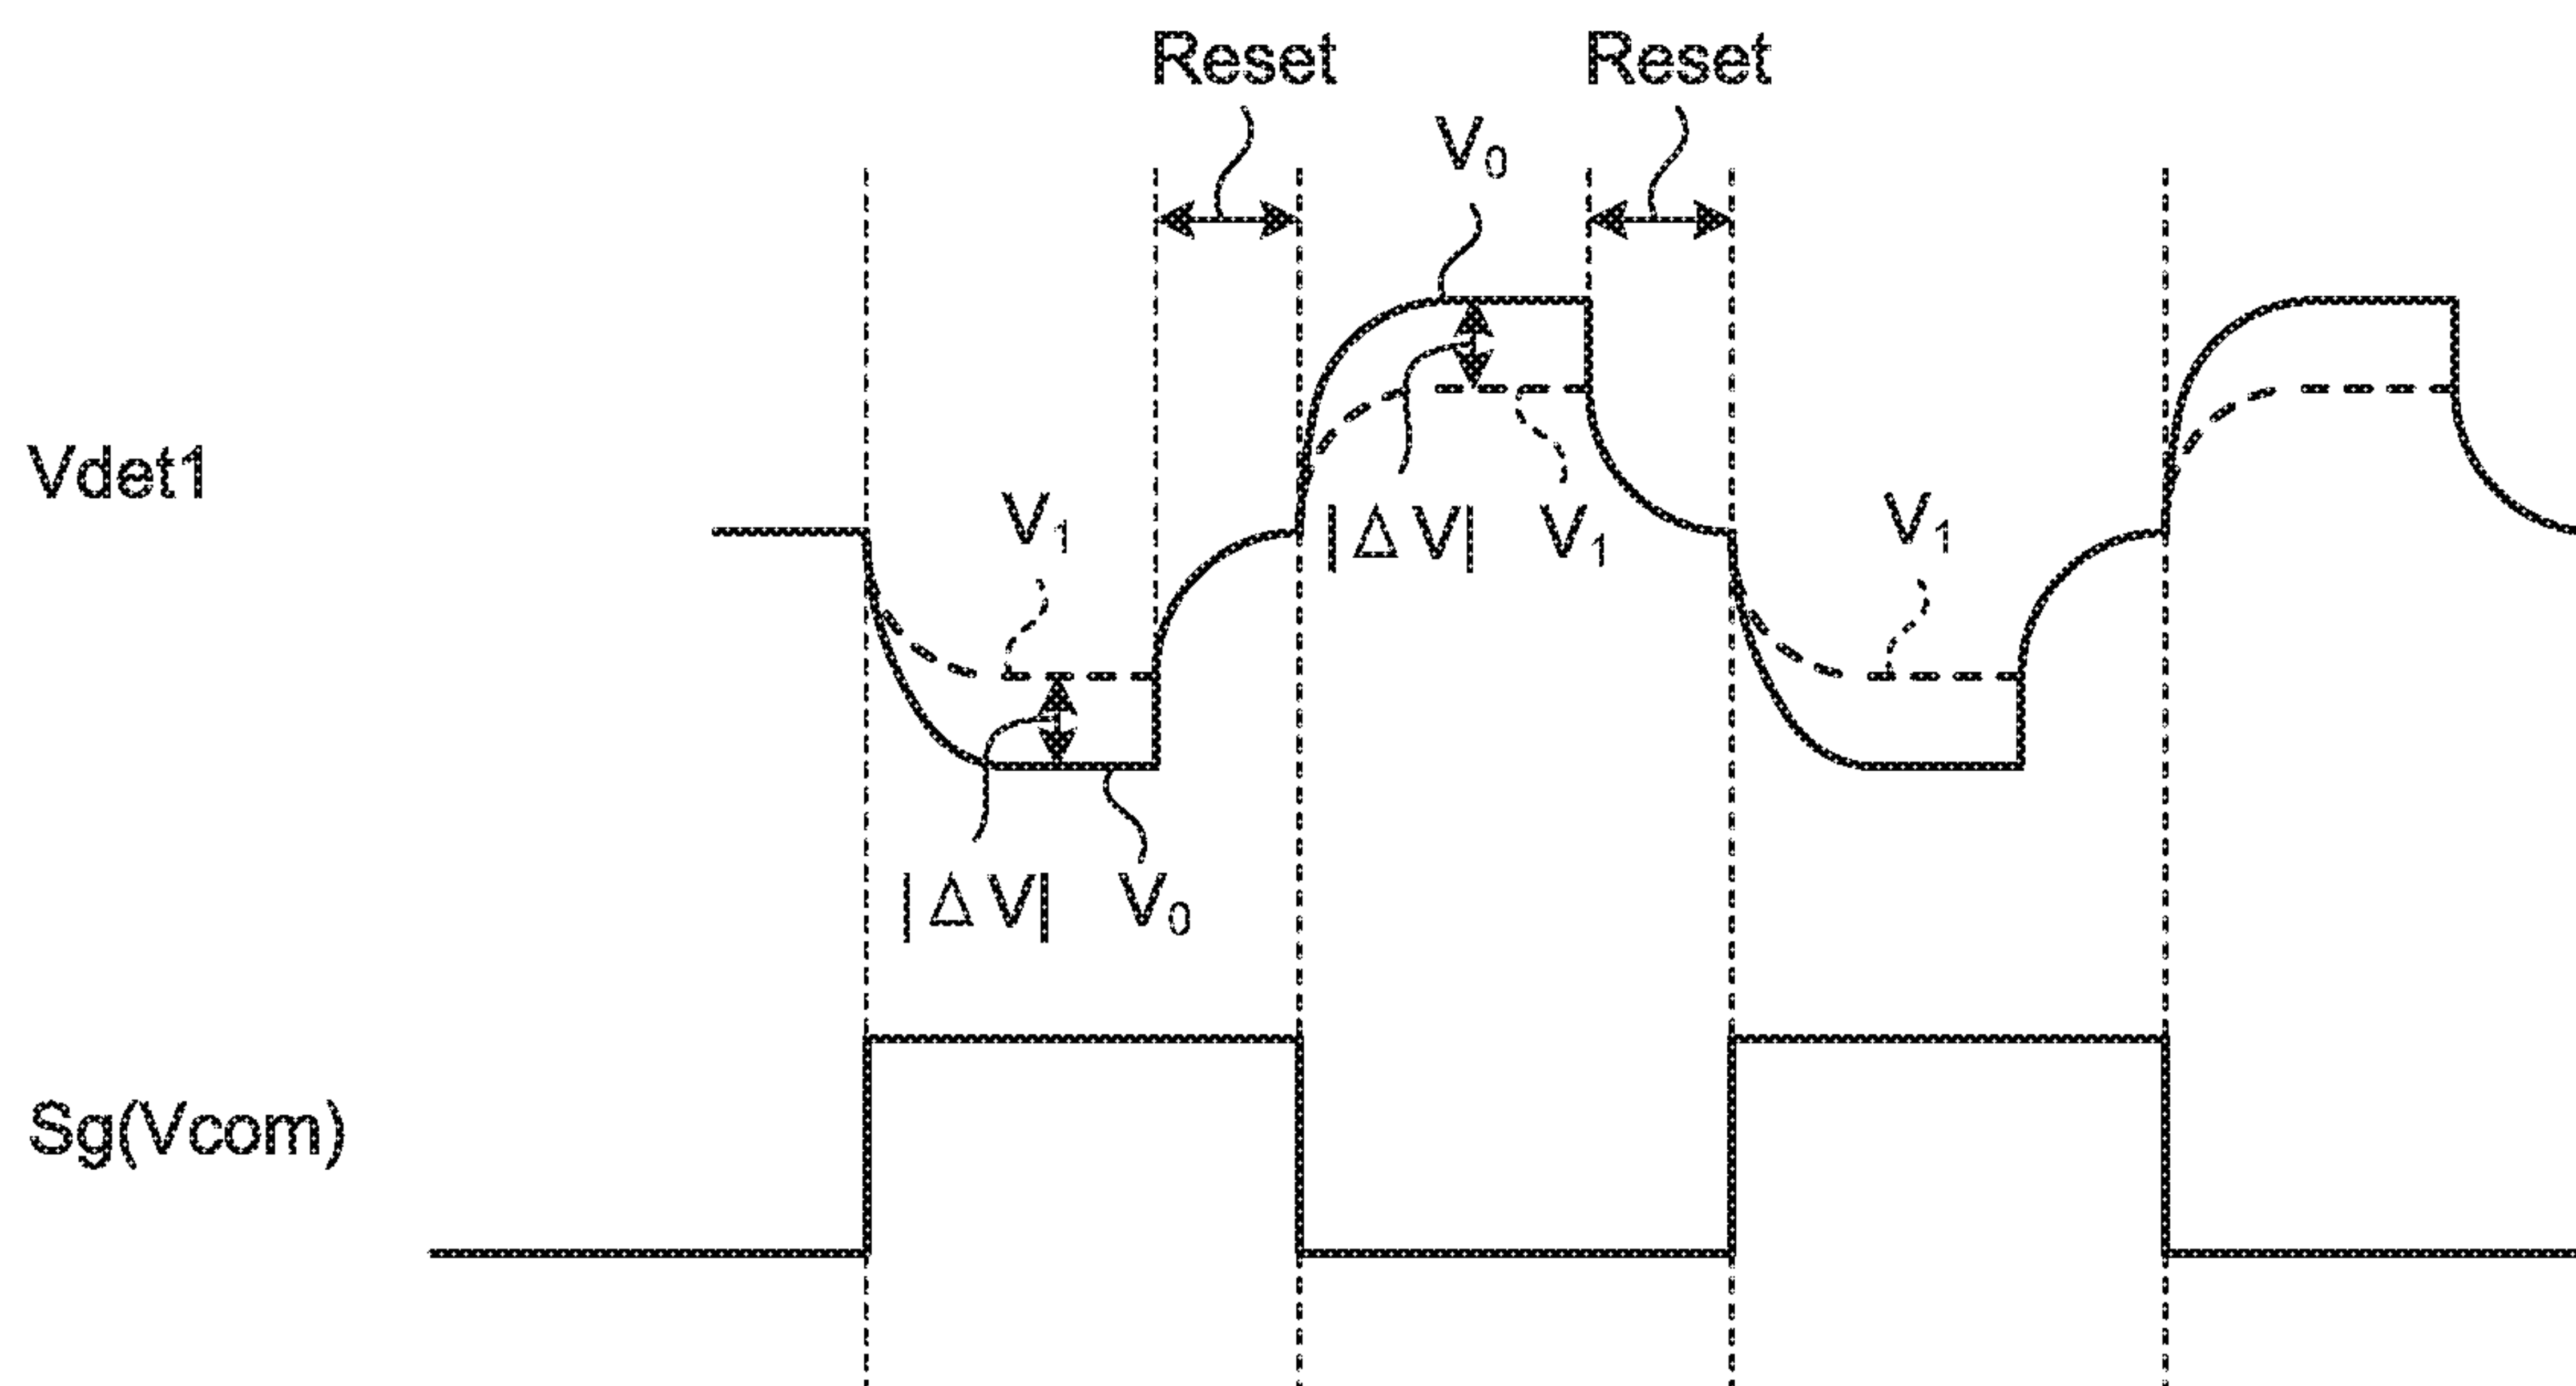 Reset
Reset
V₀
Vdet1
V₁
|ΔV|
V₁
V₁
|ΔV|
V₀
Sg(Vcom)